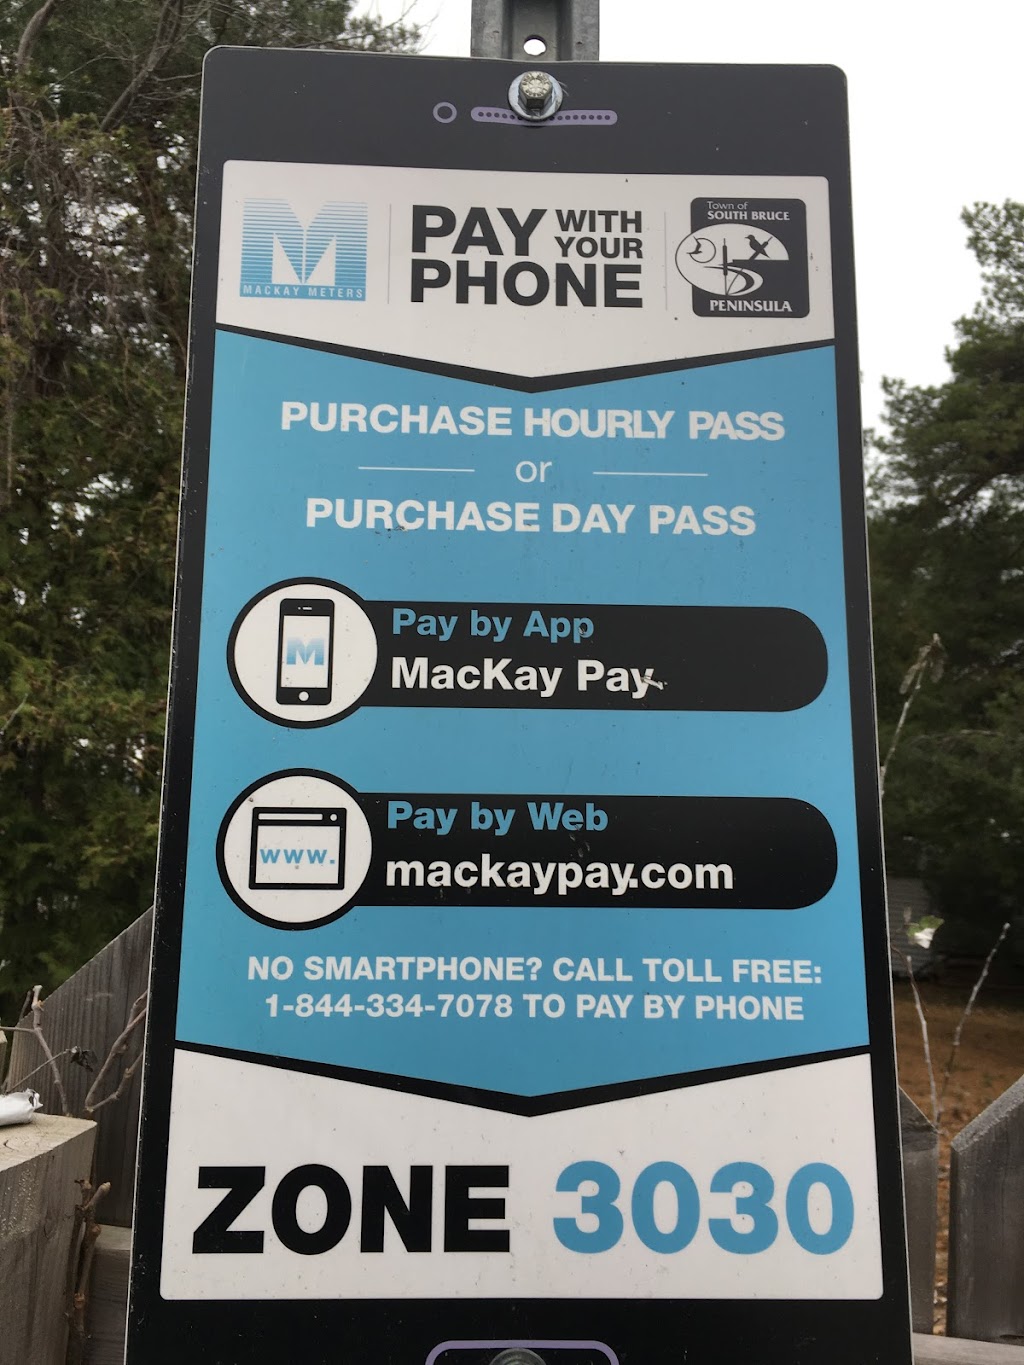 MACKAY METERS
PAY WITH
YOUR
PHONE
Town of
SOUTH BRUCE
PENINSULA
PURCHASE HOURLY PASS
or
PURCHASE DAY PASS
M
Pay by App
MacKay Pay
www.
Pay by Web
mackaypay.com
NO SMARTPHONE? CALL TOLL FREE:
1-844-334-7078 TO PAY BY PHONE
ZONE 3030